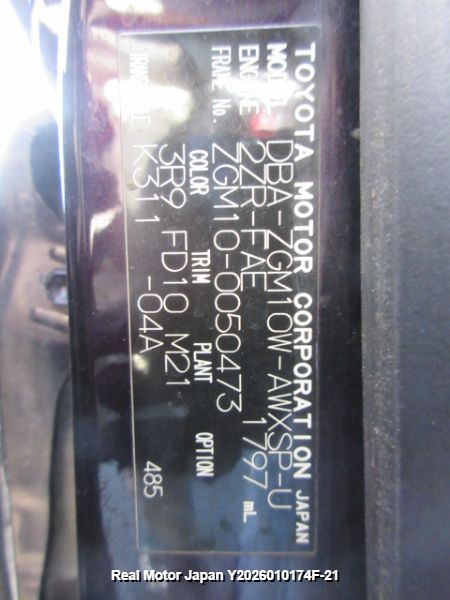 TOYOTA MOTOR CORPORATION JAPAN
MODEL DBA-ZGM10W-AWXSP-U
ENGINE 2ZR-FAE 1797 mL
FRAME No. ZGM10-0050473
COLOR TRIM PLANT OPTION
3R9 FD10 M21
K311 -04A
485
Real Motor Japan Y2026010174F-21